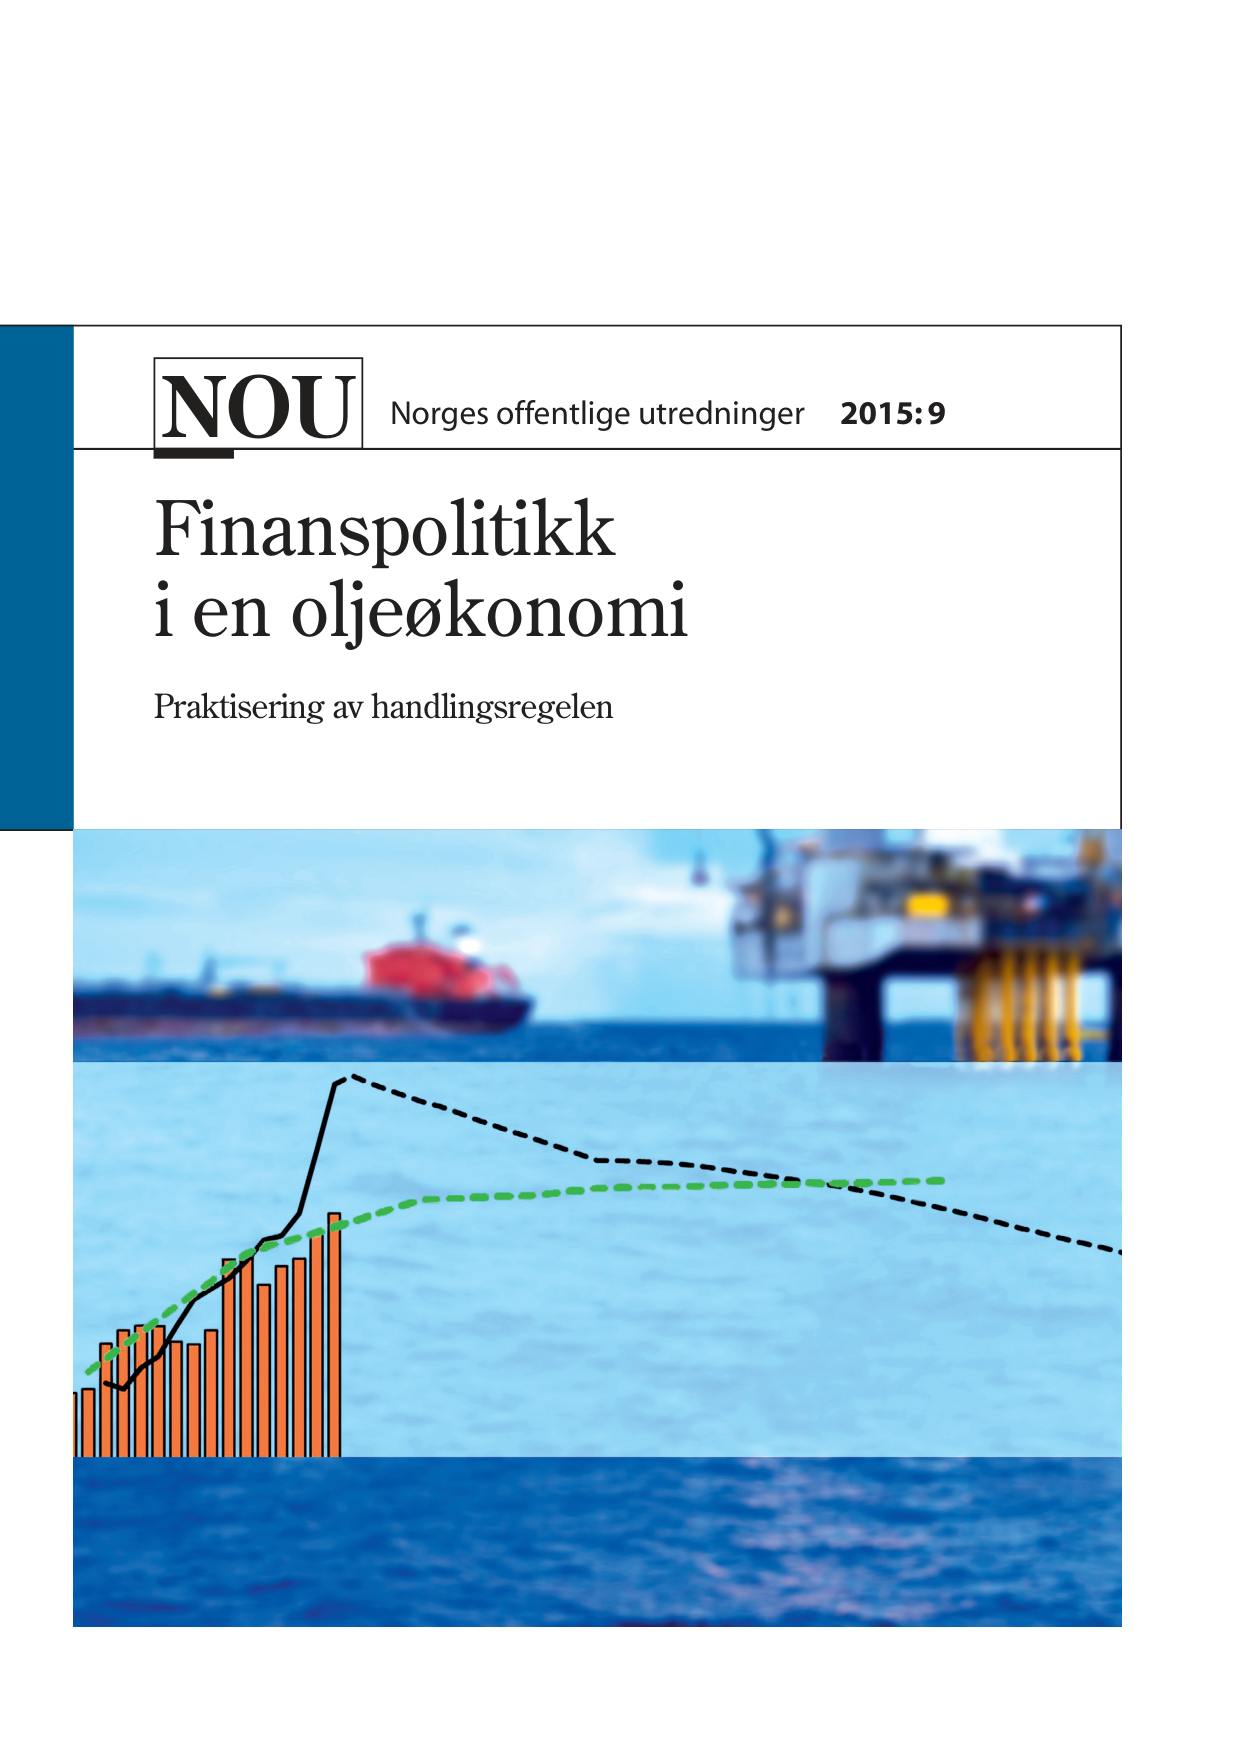 NOU
Norges offentlige utredninger 2015: 9
Finanspolitikk
i en oljeøkonomi
Praktisering av handlingsregelen